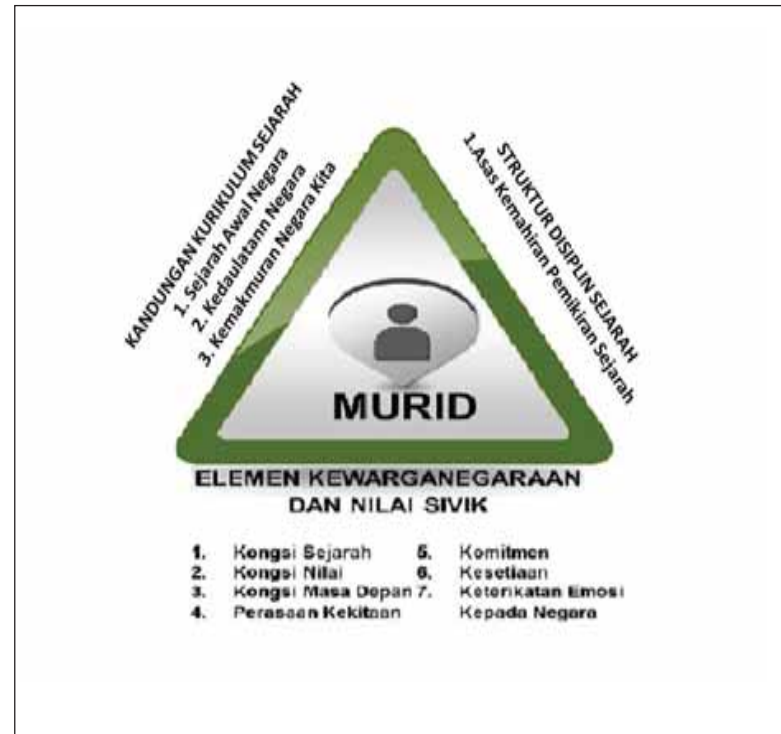 KANDUNGAN KURIKULUM SEJARAH
1. Sejarah Awal Negara
2. Kedaulatann Negara
3. Kemakmuran Negara Kita
STRUKTUR DISIPLIN SEJARAH
1.Asas Kemahiran Pemikiran Sejarah
MURID
ELEMEN KEWARGANEGARAAN
DAN NILAI SIVIK
1. Kongsi Sejarah
2. Kongsi Nilai
3. Kongsi Masa Depan
4. Perasaan Kekitaan
5. Komitmen
6. Kesetiaan
7. Keterikatan Emosi
Kepada Negara